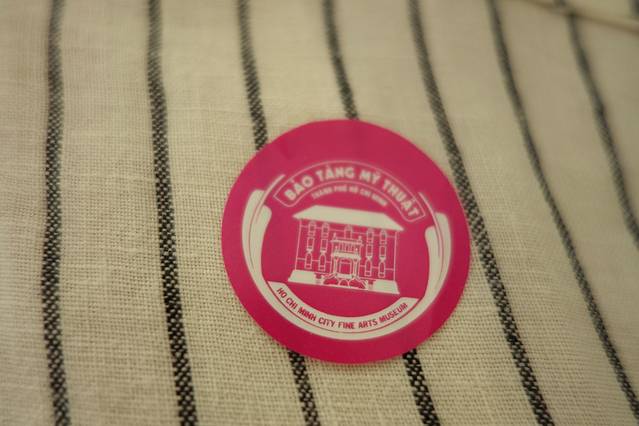 BẢO TÀNG MỸ THUẬT
THÀNH PHỐ HỒ CHÍ MINH
HO CHI MINH CITY FINE ARTS MUSEUM